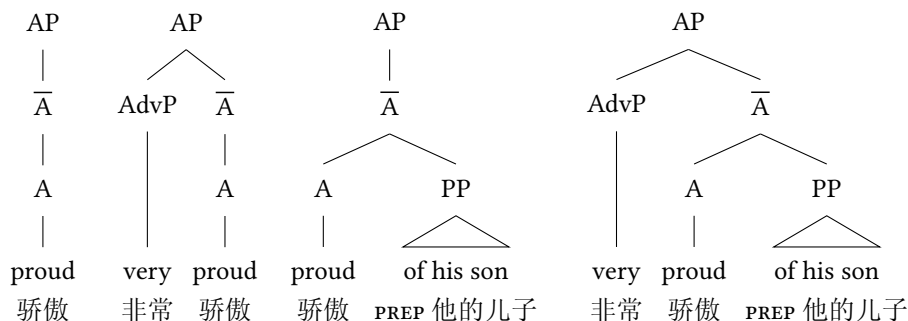 AP AP AP AP
A̅ AdvP A̅ A̅ AdvP A̅
A A A PP A PP
proud very proud proud of his son very proud of his son
骄傲 非常 骄傲 骄傲 PREP 他的儿子 非常 骄傲 PREP 他的儿子